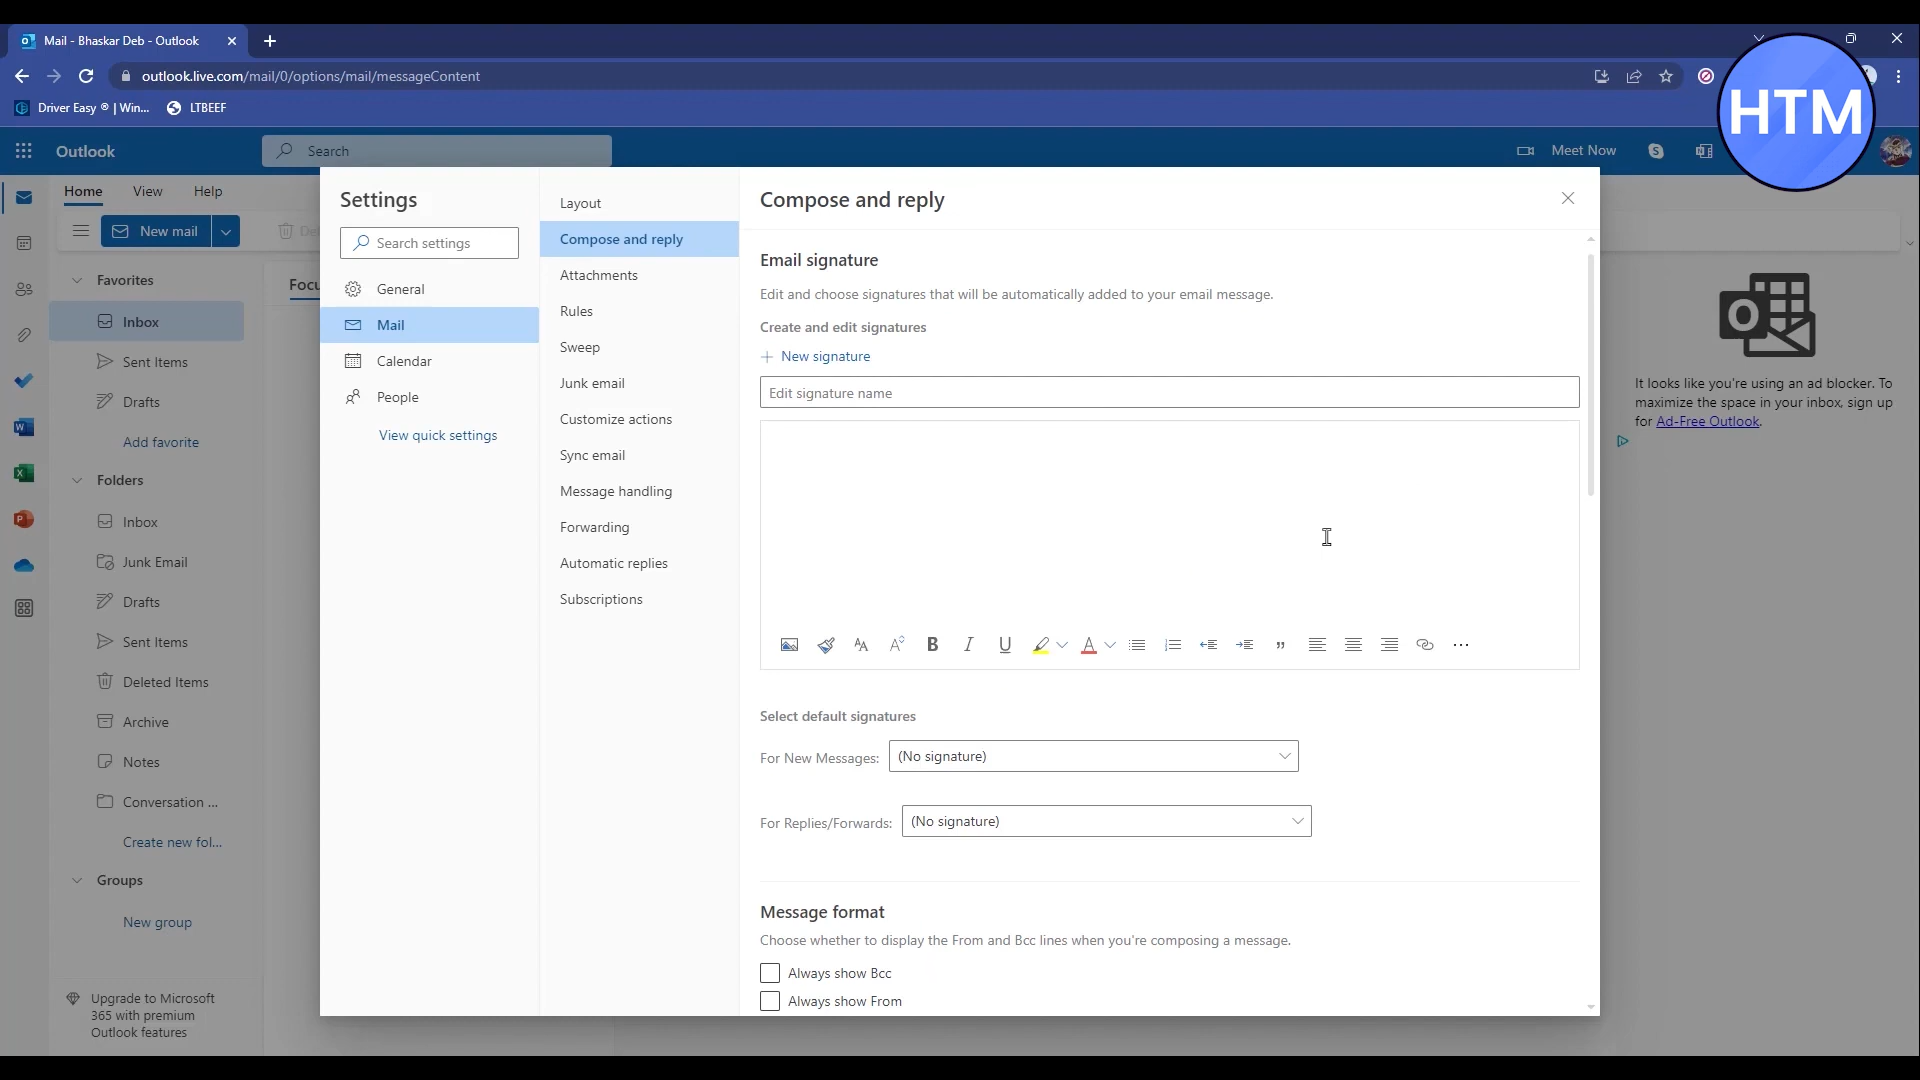 Mail - Bhaskar Deb - Outlook
outlook.live.com/mail/0/options/mail/messageContent
Driver Easy ® | Win...
LTBEEF
HTM
Outlook
Search
Meet Now
Home
View
Help
New mail
Favorites
Inbox
Sent Items
Drafts
Add favorite
Folders
Inbox
Junk Email
Drafts
Sent Items
Deleted Items
Archive
Notes
Conversation ...
Create new fol...
Groups
New group
Upgrade to Microsoft
365 with premium
Outlook features
Focu
Settings
Search settings
General
Mail
Calendar
People
View quick settings
Layout
Compose and reply
Attachments
Rules
Sweep
Junk email
Customize actions
Sync email
Message handling
Forwarding
Automatic replies
Subscriptions
Compose and reply
Email signature
Edit and choose signatures that will be automatically added to your email message.
Create and edit signatures
New signature
Edit signature name
Select default signatures
For New Messages: (No signature)
For Replies/Forwards: (No signature)
Message format
Choose whether to display the From and Bcc lines when you're composing a message.
Always show Bcc
Always show From
It looks like you're using an ad blocker. To
maximize the space in your inbox, sign up
for Ad-Free Outlook.